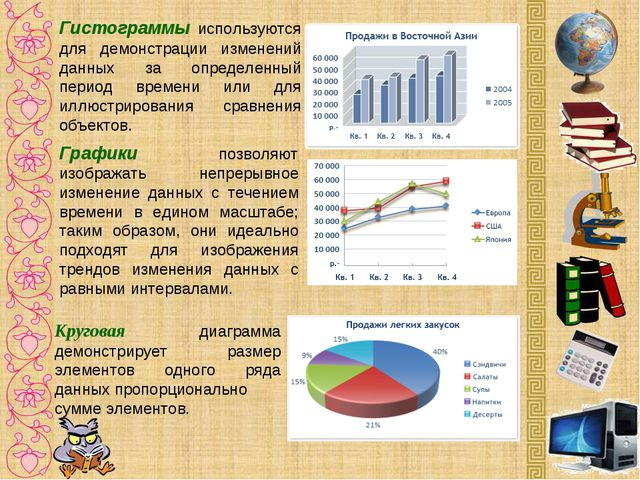 Гистограммы используются
для демонстрации изменений
данных за определенный
период времени или для
иллюстрирования сравнения
объектов.
Продажи в Восточной Азии
60 000
50 000
40 000
30 000
20 000
10 000
р.-
Кв. 1 Кв. 2 Кв. 3 Кв. 4
2004
2005
Графики позволяют
изображать непрерывное
изменение данных с течением
времени в едином масштабе;
таким образом, они идеально
подходят для изображения
трендов изменения данных с
равными интервалами.
70 000
60 000
50 000
40 000
30 000
20 000
10 000
р.-
Кв. 1 Кв. 2 Кв. 3 Кв. 4
Европа
США
Япония
Круговая диаграмма
демонстрирует размер
элементов одного ряда
данных пропорционально
сумме элементов.
Продажи легких закусок
15%
40%
9%
15%
21%
Сэндвичи
Салаты
Супы
Напитки
Десерты